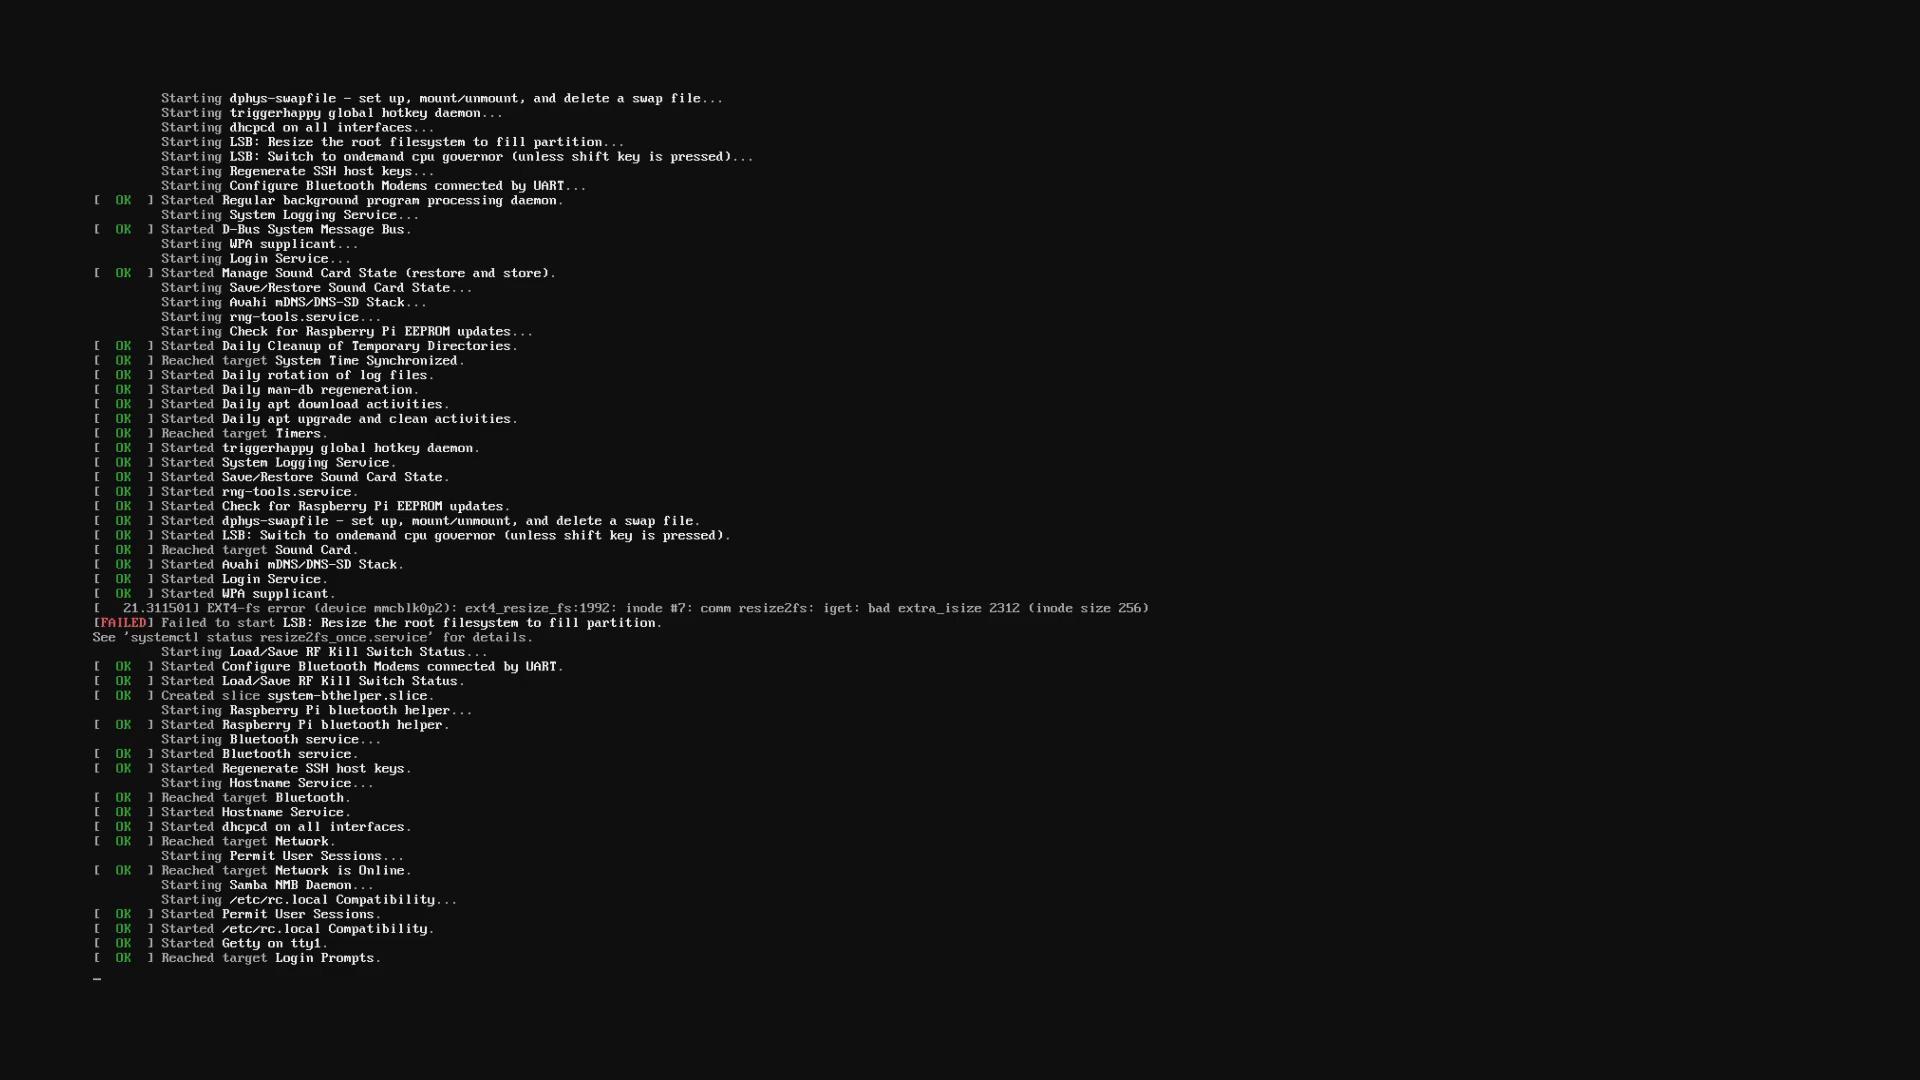 Starting dphys-swapfile - set up, mount/unmount, and delete a swap file...
Starting triggerhappy global hotkey daemon...
Starting dhcpcd on all interfaces...
Starting LSB: Resize the root filesystem to fill partition...
Starting LSB: Switch to ondemand cpu governor (unless shift key is pressed)...
Starting Regenerate SSH host keys...
Starting Configure Bluetooth Modems connected by UART...
[  OK  ] Started Regular background program processing daemon.
Starting System Logging Service...
[  OK  ] Started D-Bus System Message Bus.
Starting WPA supplicant...
Starting Login Service...
[  OK  ] Started Manage Sound Card State (restore and store).
Starting Save/Restore Sound Card State...
Starting Avahi mDNS/DNS-SD Stack...
Starting rng-tools.service...
Starting Check for Raspberry Pi EEPROM updates...
[  OK  ] Started Daily Cleanup of Temporary Directories.
[  OK  ] Reached target System Time Synchronized.
[  OK  ] Started Daily rotation of log files.
[  OK  ] Started Daily man-db regeneration.
[  OK  ] Started Daily apt download activities.
[  OK  ] Started Daily apt upgrade and clean activities.
[  OK  ] Reached target Timers.
[  OK  ] Started triggerhappy global hotkey daemon.
[  OK  ] Started System Logging Service.
[  OK  ] Started Save/Restore Sound Card State.
[  OK  ] Started rng-tools.service.
[  OK  ] Started Check for Raspberry Pi EEPROM updates.
[  OK  ] Started dphys-swapfile - set up, mount/unmount, and delete a swap file.
[  OK  ] Started LSB: Switch to ondemand cpu governor (unless shift key is pressed).
[  OK  ] Reached target Sound Card.
[  OK  ] Started Avahi mDNS/DNS-SD Stack.
[  OK  ] Started Login Service.
[  OK  ] Started WPA supplicant.
[   21.311501] EXT4-fs error (device mmcblk0p2): ext4_resize_fs:1992: inode #7: comm resize2fs: iget: bad extra_isize 2312 (inode size 256)
[FAILED] Failed to start LSB: Resize the root filesystem to fill partition.
See 'systemctl status resize2fs_once.service' for details.
Starting Load/Save RF Kill Switch Status...
[  OK  ] Started Configure Bluetooth Modems connected by UART.
[  OK  ] Started Load/Save RF Kill Switch Status.
[  OK  ] Created slice system-bthelper.slice.
Starting Raspberry Pi bluetooth helper...
[  OK  ] Started Raspberry Pi bluetooth helper.
Starting Bluetooth service...
[  OK  ] Started Bluetooth service.
[  OK  ] Started Regenerate SSH host keys.
Starting Hostname Service...
[  OK  ] Reached target Bluetooth.
[  OK  ] Started Hostname Service.
[  OK  ] Started dhcpcd on all interfaces.
[  OK  ] Reached target Network.
Starting Permit User Sessions...
[  OK  ] Reached target Network is Online.
Starting Samba NMB Daemon...
Starting /etc/rc.local Compatibility...
[  OK  ] Started Permit User Sessions.
[  OK  ] Started /etc/rc.local Compatibility.
[  OK  ] Started Getty on tty1.
[  OK  ] Reached target Login Prompts.
_